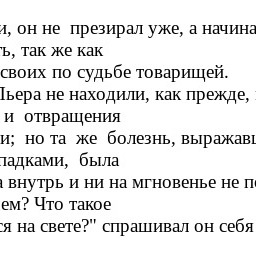 и, он не презирал уже, а начина
ь, так же как
своих по судьбе товарищей.
Пьера не находили, как прежде,
и отвращения
и; но та же болезнь, выражав
падками, была
а внутрь и ни на мгновенье не п
ем? Что такое
ся на свете?" спрашивал он себя